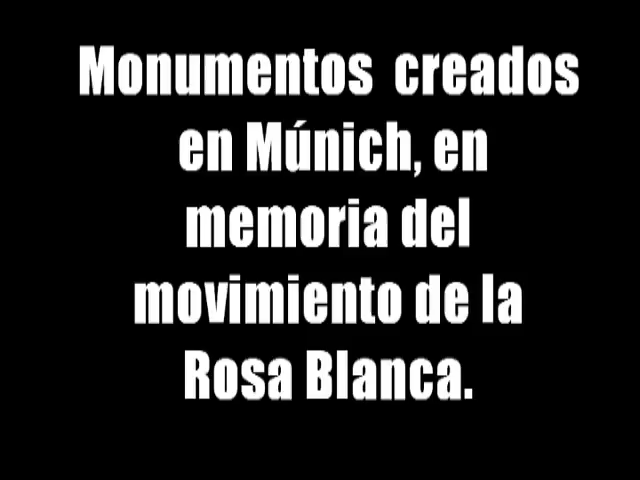 Monumentos creados
en Múnich, en
memoria del
movimiento de la
Rosa Blanca.